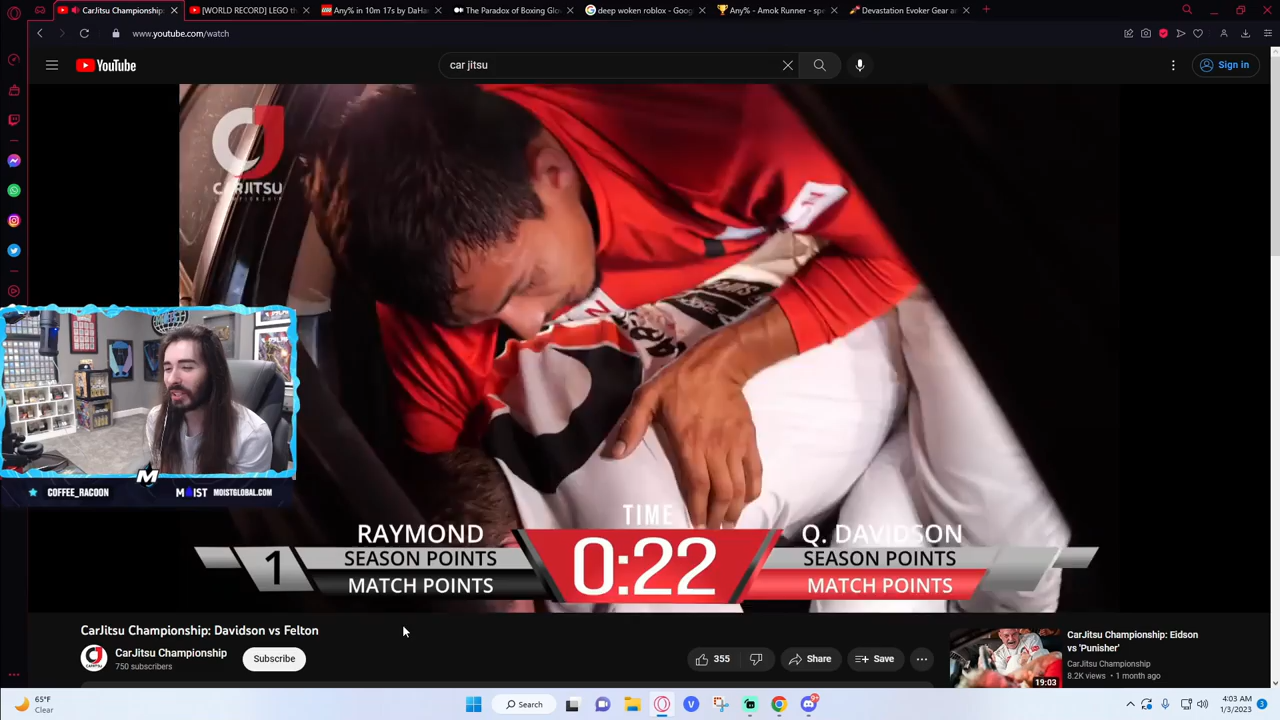 CarJitsu Championship:
[WORLD RECORD] LEGO th
Any% in 10m 17s by DaHa
The Paradox of Boxing Glo
deep woken roblox - Goog
Any% - Amok Runner - spe
Devastation Evoker Gear a
www.youtube.com/watch
YouTube
car jitsu
Sign in
CARJITSU
CHAMPIONSHIP
M
COFFEE_RACOON
MOIST
MOISTGLOBAL.COM
TIME
RAYMOND
0:22
Q. DAVIDSON
1
SEASON POINTS
SEASON POINTS
MATCH POINTS
MATCH POINTS
CarJitsu Championship: Davidson vs Felton
CarJitsu Championship
750 subscribers
Subscribe
355
Share
Save
19:03
CarJitsu Championship: Eidson
vs 'Punisher'
CarJitsu Championship
8.2K views • 1 month ago
65°F
Clear
Search
9+
4:03 AM
1/3/2023
3